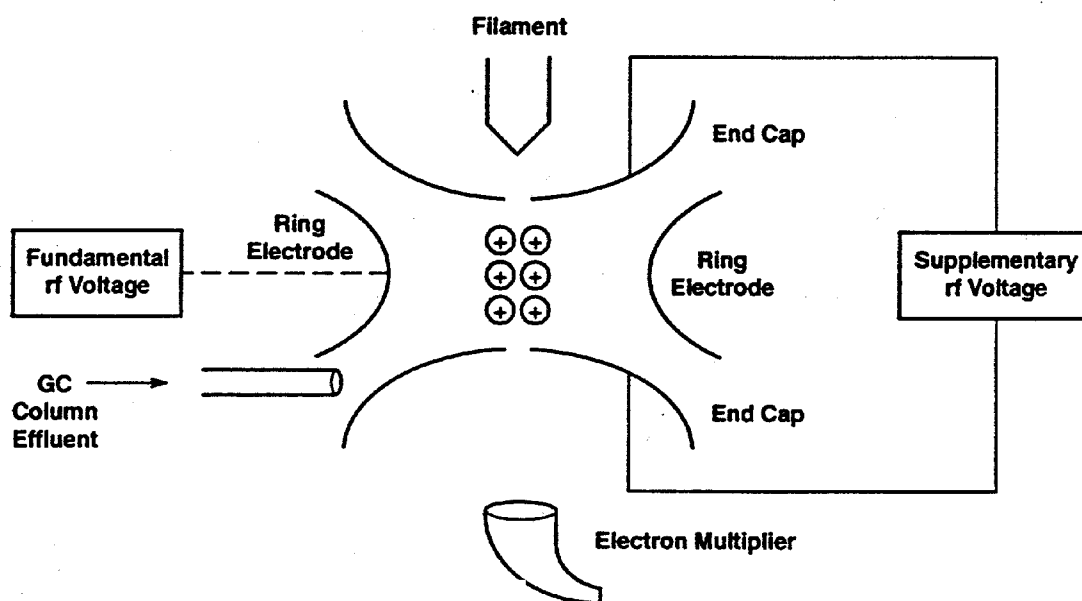 Filament
End Cap
Ring
Electrode
Fundamental
rf Voltage
Ring
Electrode
Supplementary
rf Voltage
GC
Column
Effluent
End Cap
Electron Multiplier
+ +
+ +
+ +